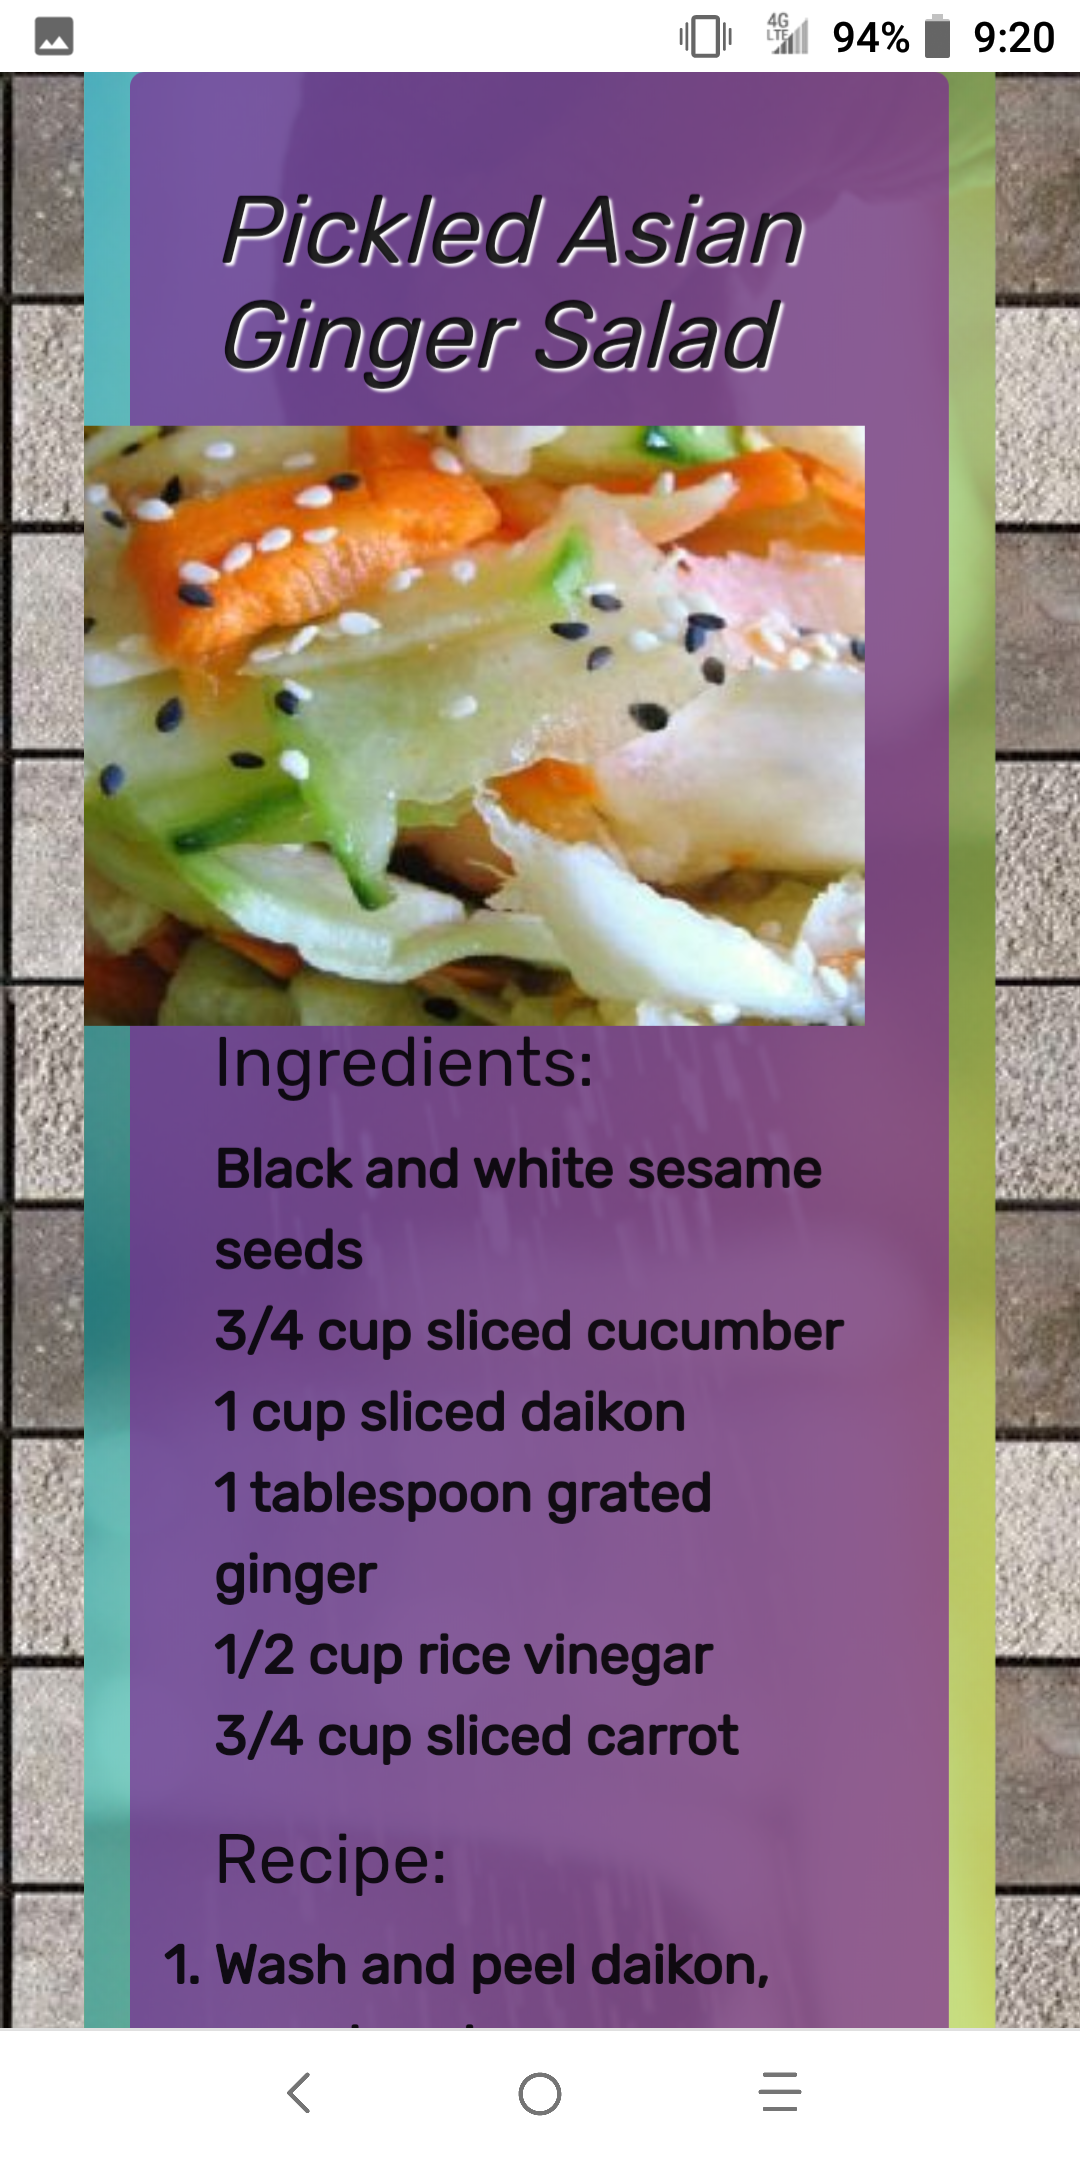 4G
LTE
94%
9:20
Pickled Asian
Ginger Salad
Ingredients:
Black and white sesame
seeds
3/4 cup sliced cucumber
1 cup sliced daikon
1 tablespoon grated
ginger
1/2 cup rice vinegar
3/4 cup sliced carrot
Recipe:
1. Wash and peel daikon,